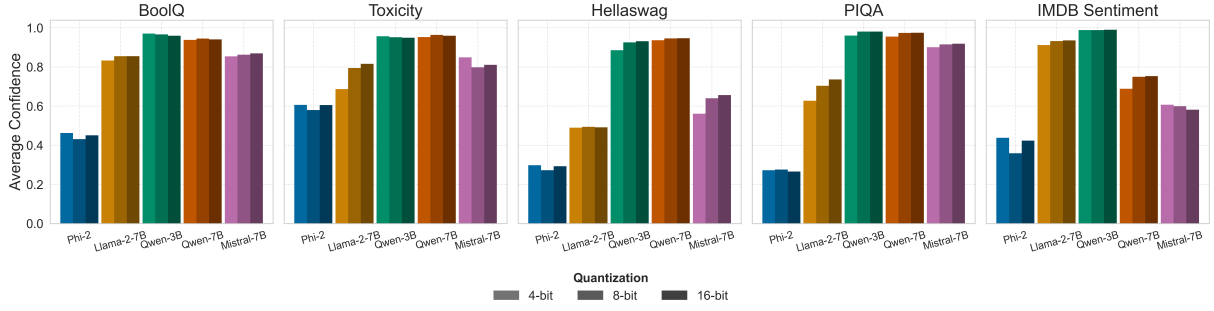 BoolQ Toxicity Hellaswag PIQA IMDB Sentiment
Average Confidence
1.0
0.8
0.6
0.4
0.2
0.0
Phi-2 Llama-2-7B Qwen-3B Qwen-7B Mistral-7B Phi-2 Llama-2-7B Qwen-3B Qwen-7B Mistral-7B Phi-2 Llama-2-7B Qwen-3B Qwen-7B Mistral-7B Phi-2 Llama-2-7B Qwen-3B Qwen-7B Mistral-7B Phi-2 Llama-2-7B Qwen-3B Qwen-7B Mistral-7B
Quantization
4-bit 8-bit 16-bit